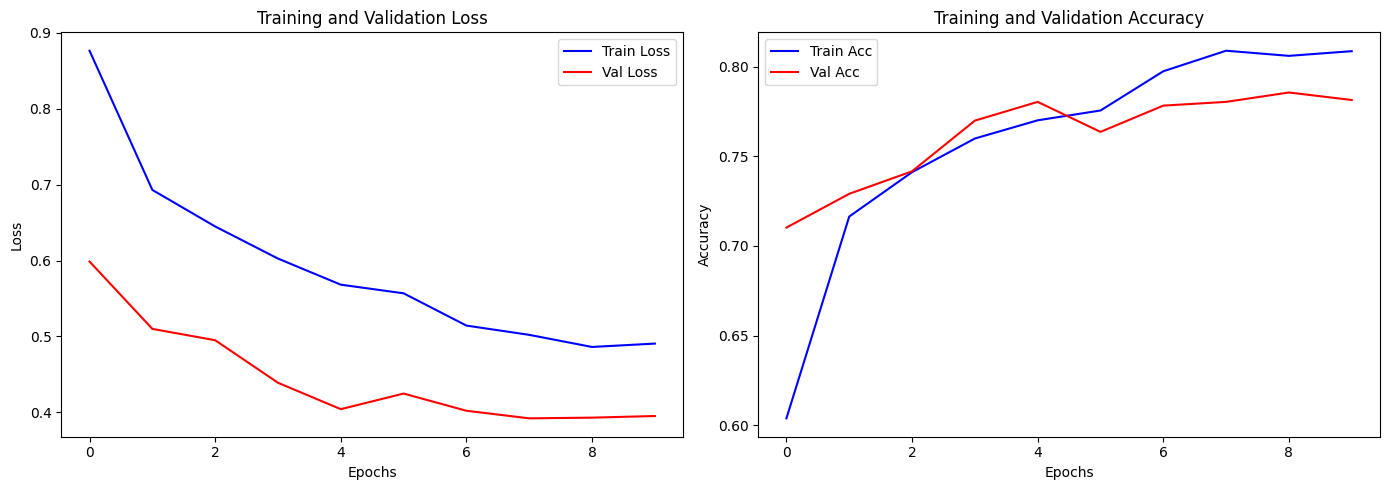 Training and Validation Loss
0.9
0.8
0.7
0.6
0.5
0.4
Loss
Train Loss
Val Loss
0 2 4 6 8
Epochs
Training and Validation Accuracy
0.80
0.75
0.70
0.65
0.60
Accuracy
Train Acc
Val Acc
0 2 4 6 8
Epochs